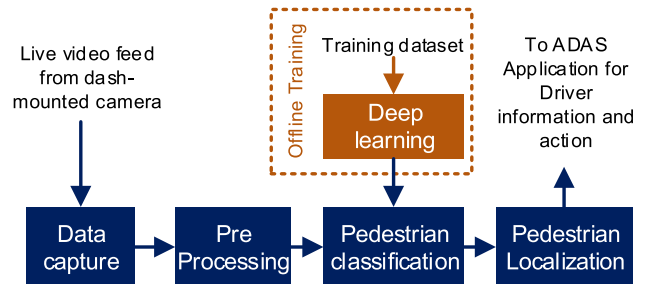 Live video feed
from dash-
mounted camera
Offline Training
Training dataset
Deep
learning
To ADAS
Application for
Driver
information and
action
Data
capture
Pre
Processing
Pedestrian
classification
Pedestrian
Localization